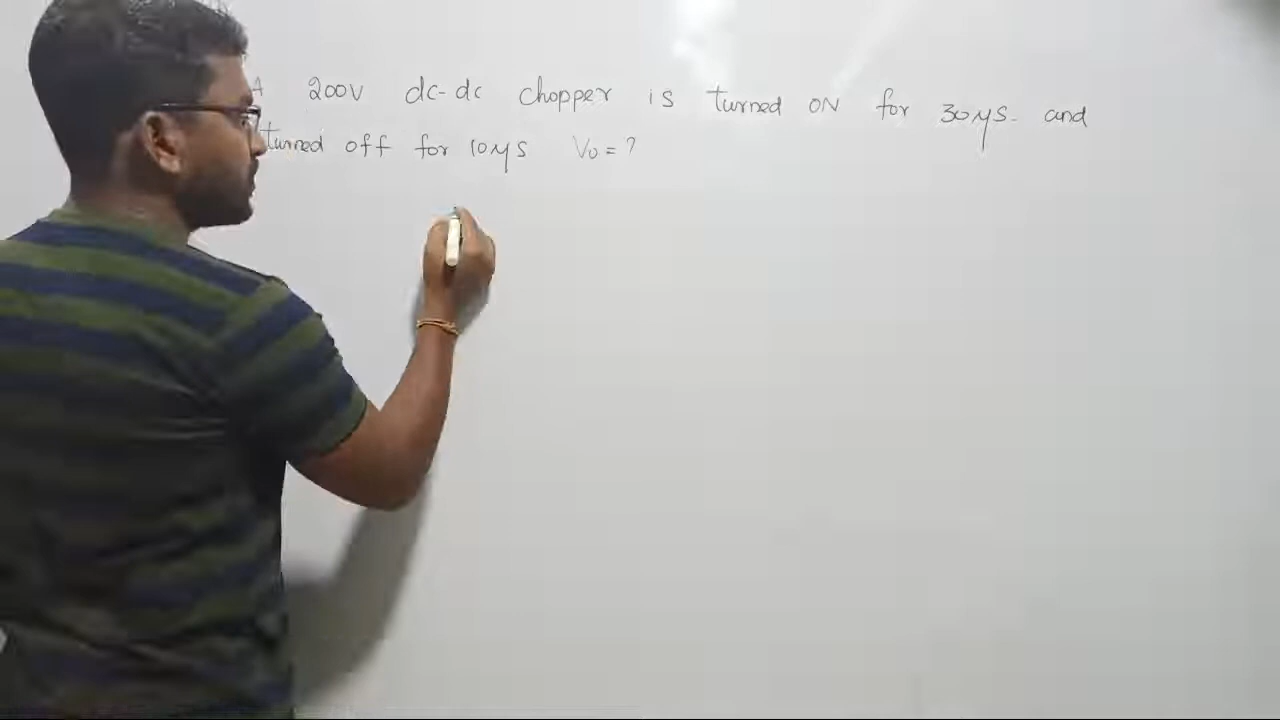 A 200V dc-dc chopper is turned ON for 30μs. and
turned off for 10μs V0 = ?